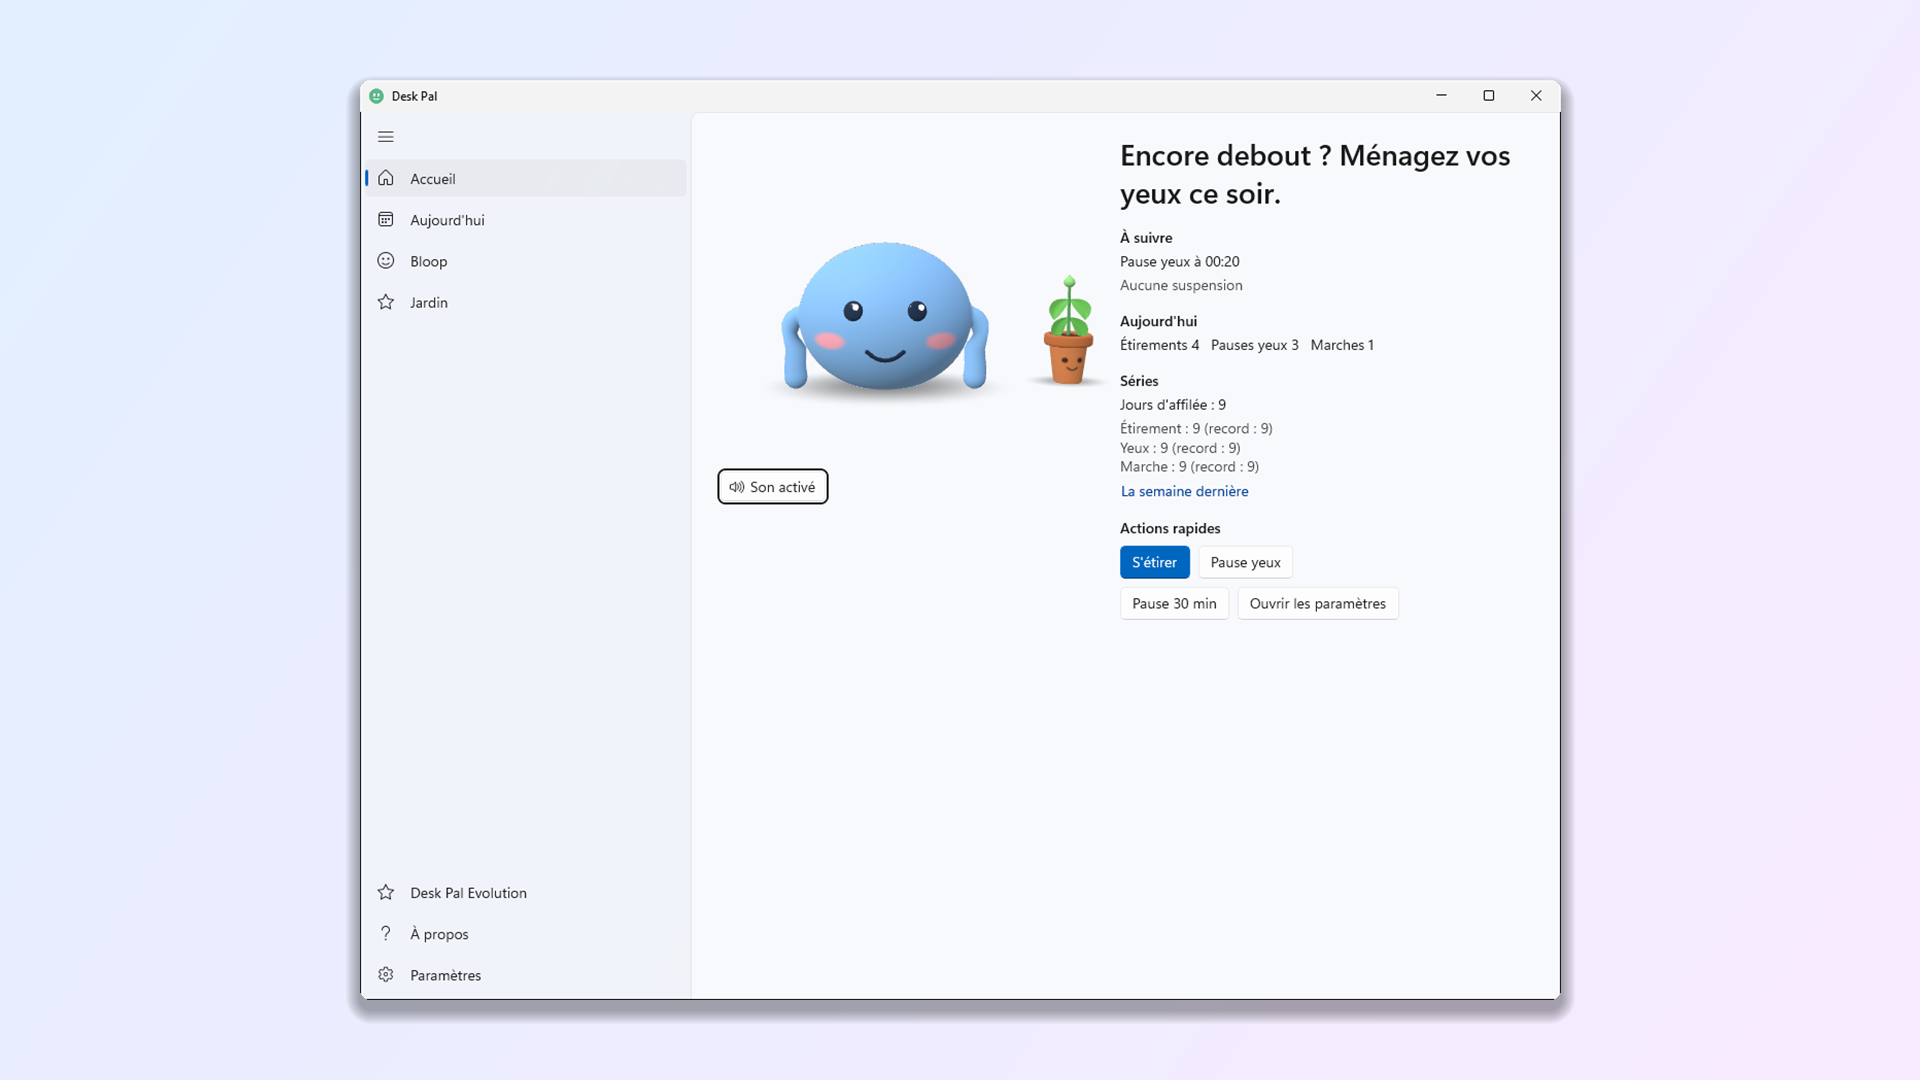 Desk Pal
Accueil
Aujourd'hui
Bloop
Jardin
Desk Pal Evolution
À propos
Paramètres
Son activé
Encore debout ? Ménagez vos
yeux ce soir.
À suivre
Pause yeux à 00:20
Aucune suspension
Aujourd'hui
Étirements 4 Pauses yeux 3 Marches 1
Séries
Jours d'affilée : 9
Étirement : 9 (record : 9)
Yeux : 9 (record : 9)
Marche : 9 (record : 9)
La semaine dernière
Actions rapides
S'étirer Pause yeux
Pause 30 min Ouvrir les paramètres